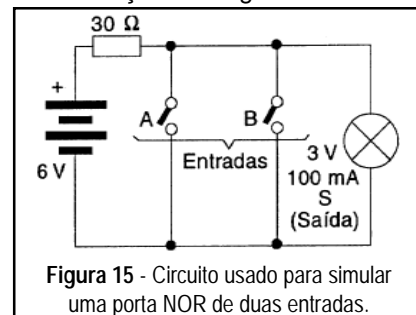 30 Ω
+
6 V
A
B
Entradas
3 V
100 mA
S
(Saída)
Figura 15 - Circuito usado para simular
uma porta NOR de duas entradas.